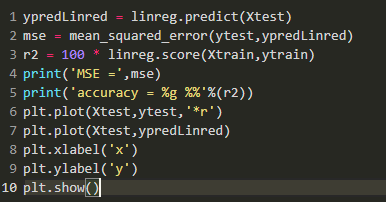 1 ypredLinred = linreg.predict(Xtest)
2 mse = mean_squared_error(ytest,ypredLinred)
3 r2 = 100 * linreg.score(Xtrain,ytrain)
4 print('MSE =',mse)
5 print('accuracy = %g %%'%(r2))
6 plt.plot(Xtest,ytest,'*r')
7 plt.plot(Xtest,ypredLinred)
8 plt.xlabel('x')
9 plt.ylabel('y')
10 plt.show()